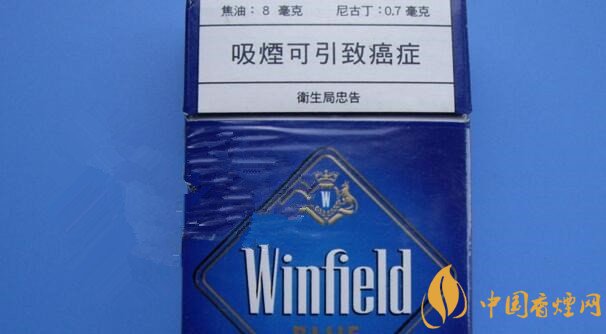 焦油：8 毫克 尼古丁：0.7 毫克
吸煙可引致癌症
衛生局忠告
W
Winfield
BLUE
中国香烟网